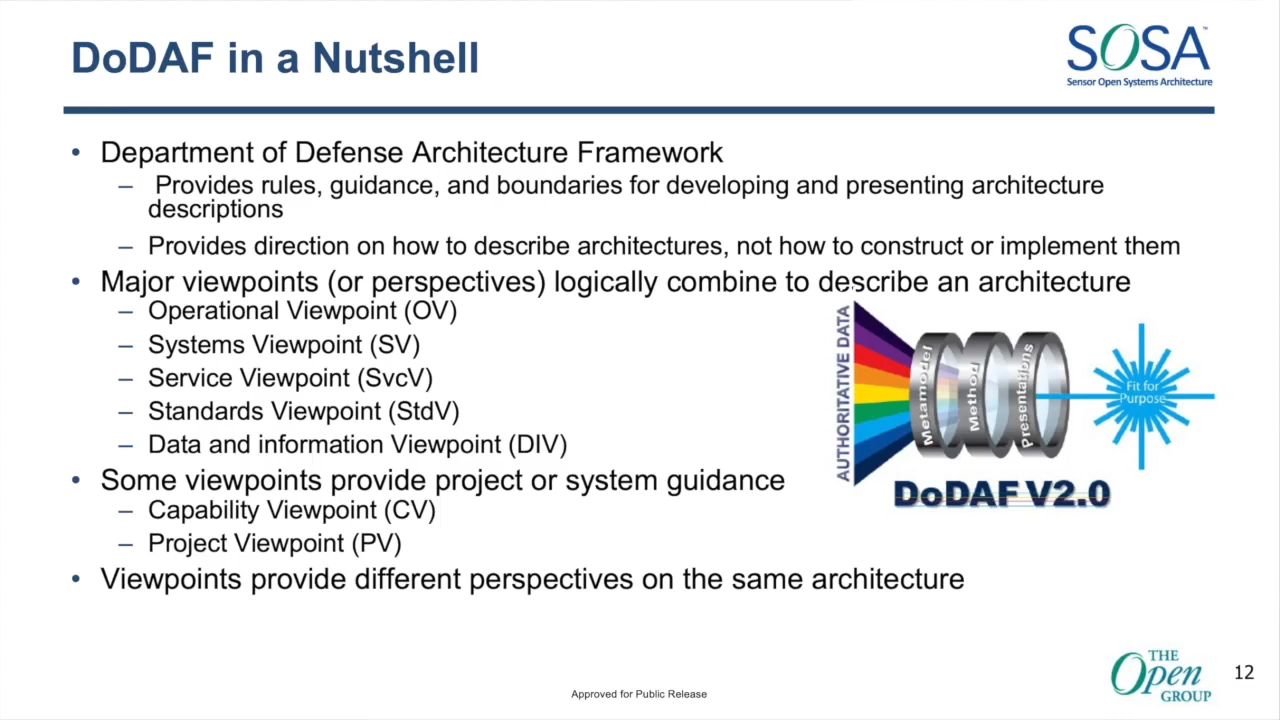 DoDAF in a Nutshell
SOSA™
Sensor Open Systems Architecture
• Department of Defense Architecture Framework
– Provides rules, guidance, and boundaries for developing and presenting architecture
descriptions
– Provides direction on how to describe architectures, not how to construct or implement them
• Major viewpoints (or perspectives) logically combine to describe an architecture
– Operational Viewpoint (OV)
– Systems Viewpoint (SV)
– Service Viewpoint (SvcV)
– Standards Viewpoint (StdV)
– Data and information Viewpoint (DIV)
• Some viewpoints provide project or system guidance
– Capability Viewpoint (CV)
– Project Viewpoint (PV)
• Viewpoints provide different perspectives on the same architecture
AUTHORITATIVE DATA
Metamodel
Method
Presentations
Fit for
Purpose
DoDAF V2.0
THE
Open
GROUP
12
Approved for Public Release